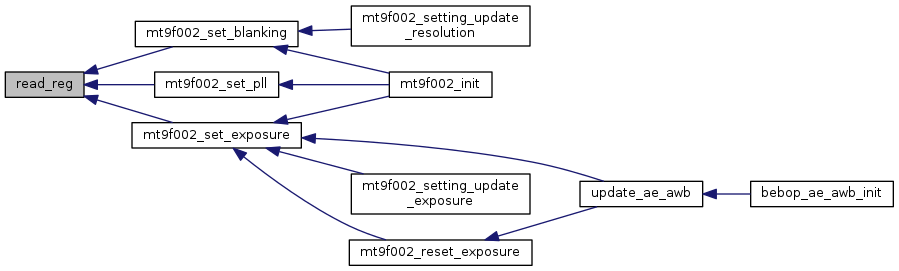 mt9f002_setting_update
_resolution
mt9f002_set_blanking
read_reg
mt9f002_set_pll
mt9f002_init
mt9f002_set_exposure
mt9f002_setting_update
_exposure
update_ae_awb
bebop_ae_awb_init
mt9f002_reset_exposure